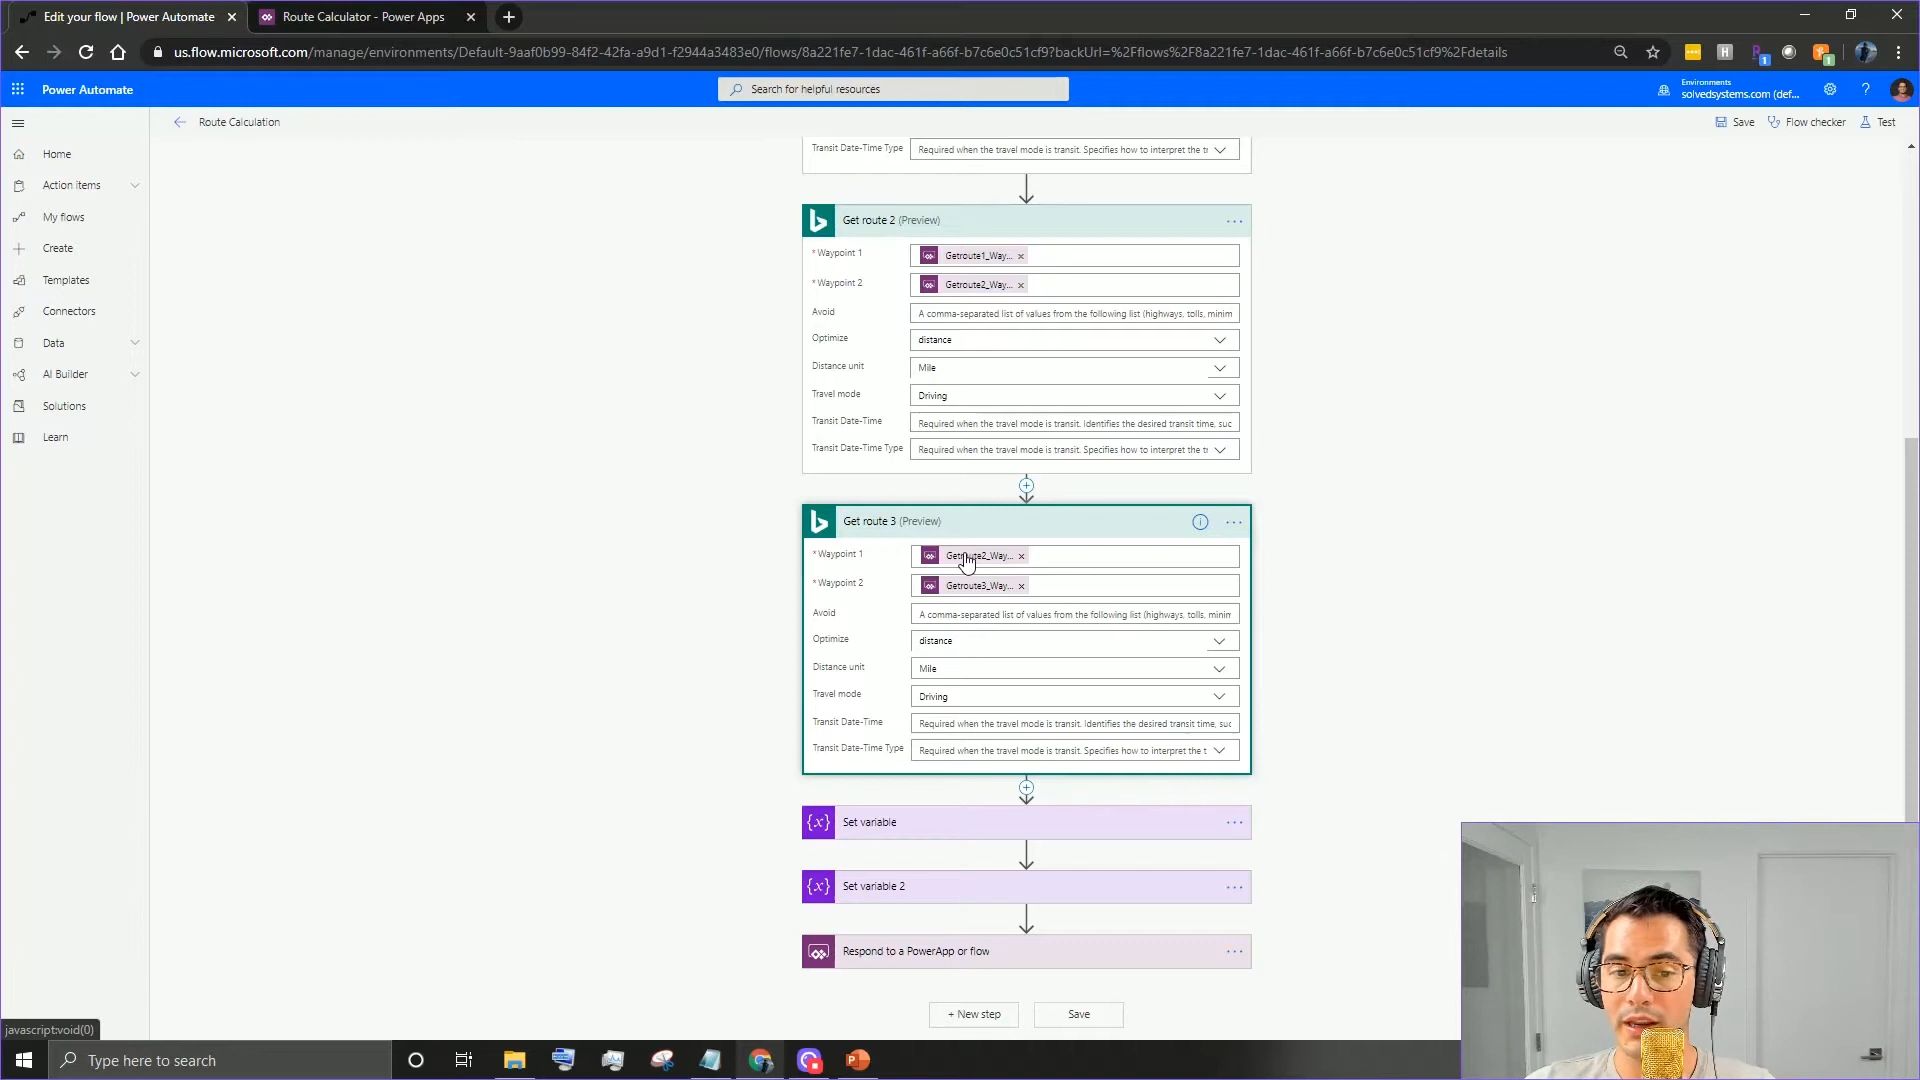 Edit your flow | Power Automate
Route Calculator - Power Apps
us.flow.microsoft.com/manage/environments/Default-9aaf0b99-84f2-42fa-a9d1-f2944a3483e0/flows/8a221fe7-1dac-461f-a66f-b7c6e0c51cf9?backUrl=%2Fflows%2F8a221fe7-1dac-461f-a66f-b7c6e0c51cf9%2Fdetails
Power Automate
Search for helpful resources
Environments
solvedsystems.com (def...
Route Calculation
Save
Flow checker
Test
Home
Action items
My flows
Create
Templates
Connectors
Data
AI Builder
Solutions
Learn
Transit Date-Time Type
Required when the travel mode is transit. Specifies how to interpret the tr
Get route 2 (Preview)
* Waypoint 1
Getroute1_Way... ×
* Waypoint 2
Getroute2_Way... ×
Avoid
A comma-separated list of values from the following list (highways, tolls, minim
Optimize
distance
Distance unit
Mile
Travel mode
Driving
Transit Date-Time
Required when the travel mode is transit. Identifies the desired transit time, suc
Transit Date-Time Type
Required when the travel mode is transit. Specifies how to interpret the tr
Get route 3 (Preview)
* Waypoint 1
Getroute2_Way... ×
* Waypoint 2
Getroute3_Way... ×
Avoid
A comma-separated list of values from the following list (highways, tolls, minim
Optimize
distance
Distance unit
Mile
Travel mode
Driving
Transit Date-Time
Required when the travel mode is transit. Identifies the desired transit time, suc
Transit Date-Time Type
Required when the travel mode is transit. Specifies how to interpret the t
{x} Set variable
{x} Set variable 2
Respond to a PowerApp or flow
+ New step
Save
javascript:void(0)
Type here to search